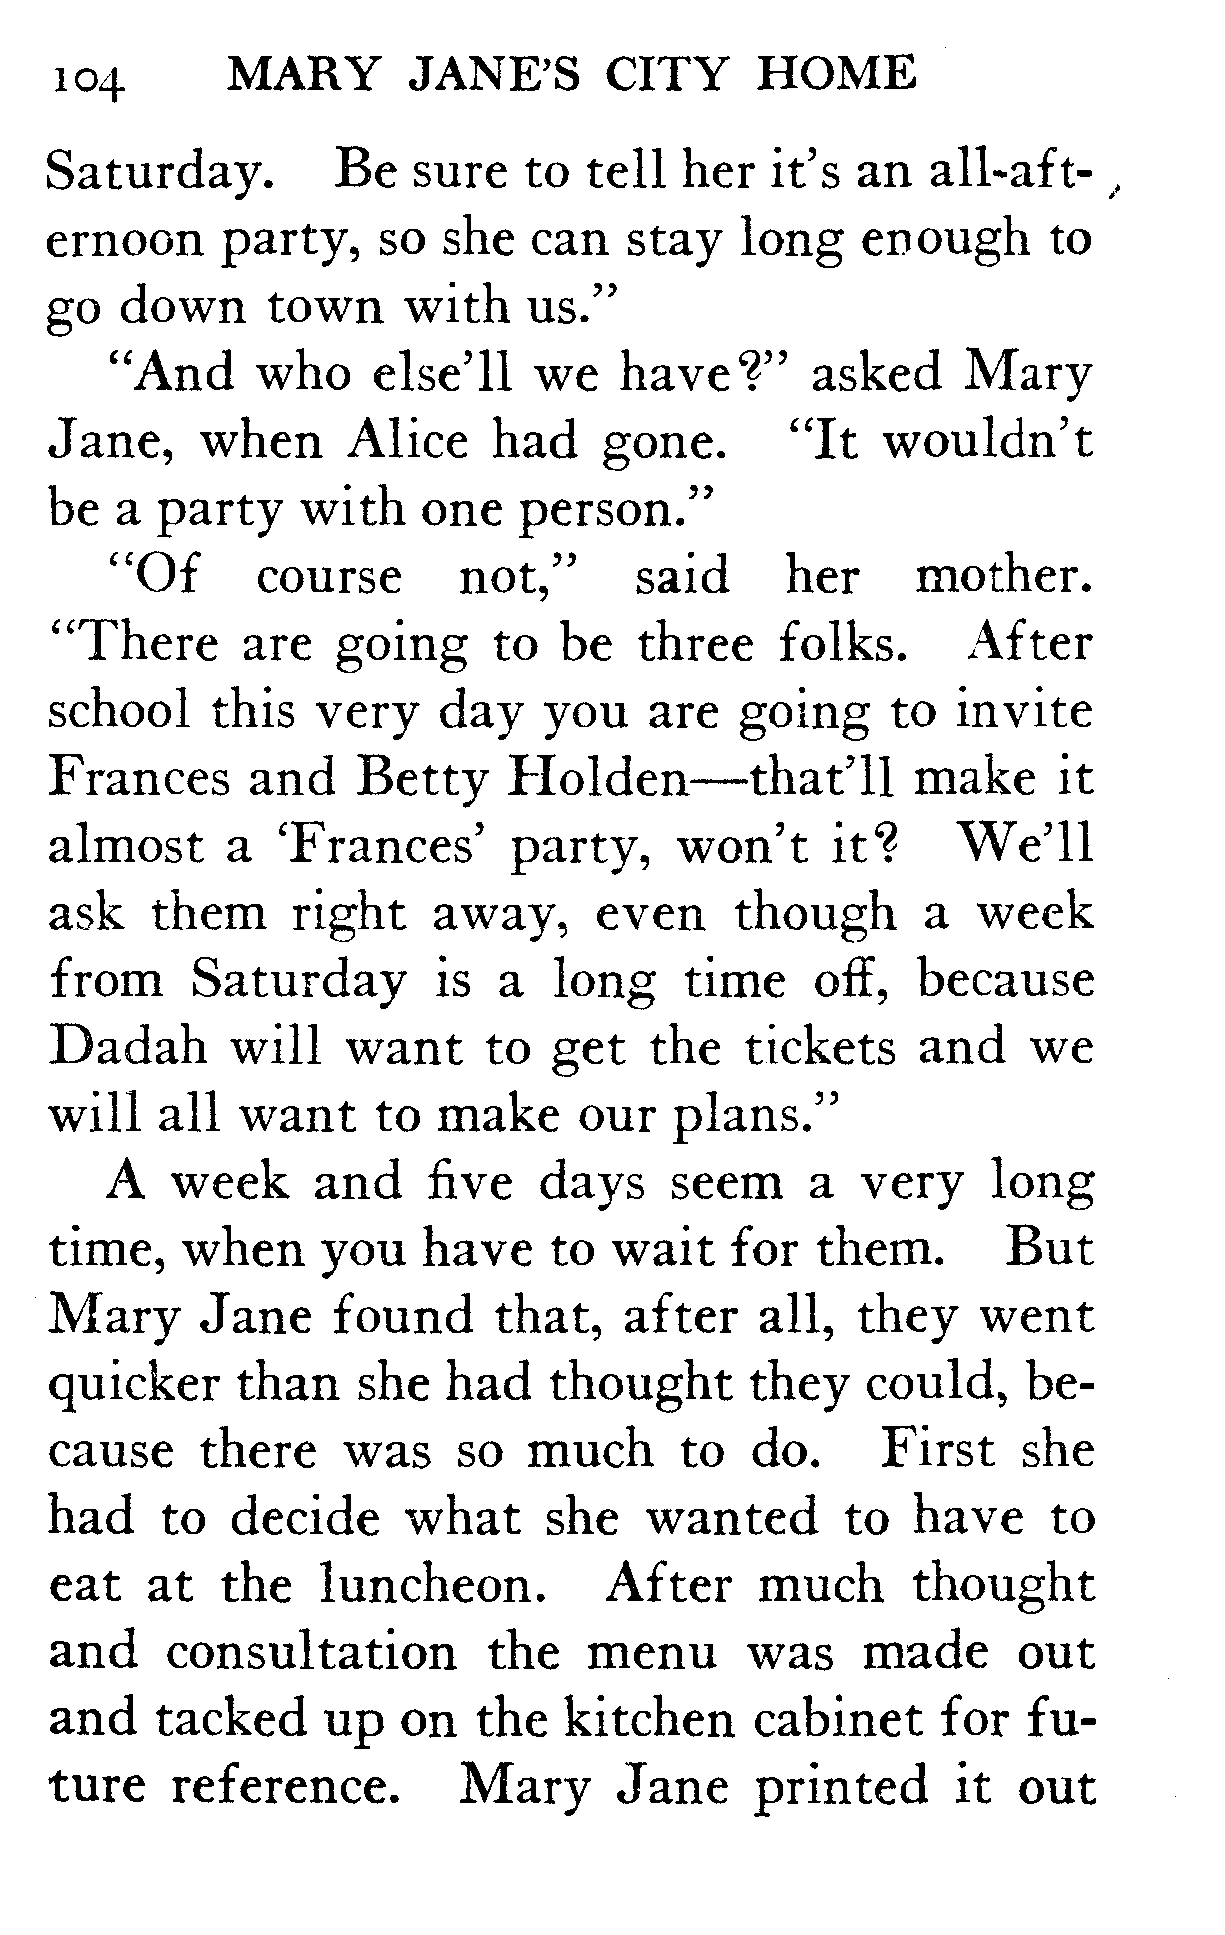 104 MARY JANE'S CITY HOME
Saturday. Be sure to tell her it's an all-aft-
ernoon party, so she can stay long enough to
go down town with us."
"And who else'll we have?" asked Mary
Jane, when Alice had gone. "It wouldn't
be a party with one person."
"Of course not," said her mother.
"There are going to be three folks. After
school this very day you are going to invite
Frances and Betty Holden—that'll make it
almost a 'Frances' party, won't it? We'll
ask them right away, even though a week
from Saturday is a long time off, because
Dadah will want to get the tickets and we
will all want to make our plans."
A week and five days seem a very long
time, when you have to wait for them. But
Mary Jane found that, after all, they went
quicker than she had thought they could, be-
cause there was so much to do. First she
had to decide what she wanted to have to
eat at the luncheon. After much thought
and consultation the menu was made out
and tacked up on the kitchen cabinet for fu-
ture reference. Mary Jane printed it out